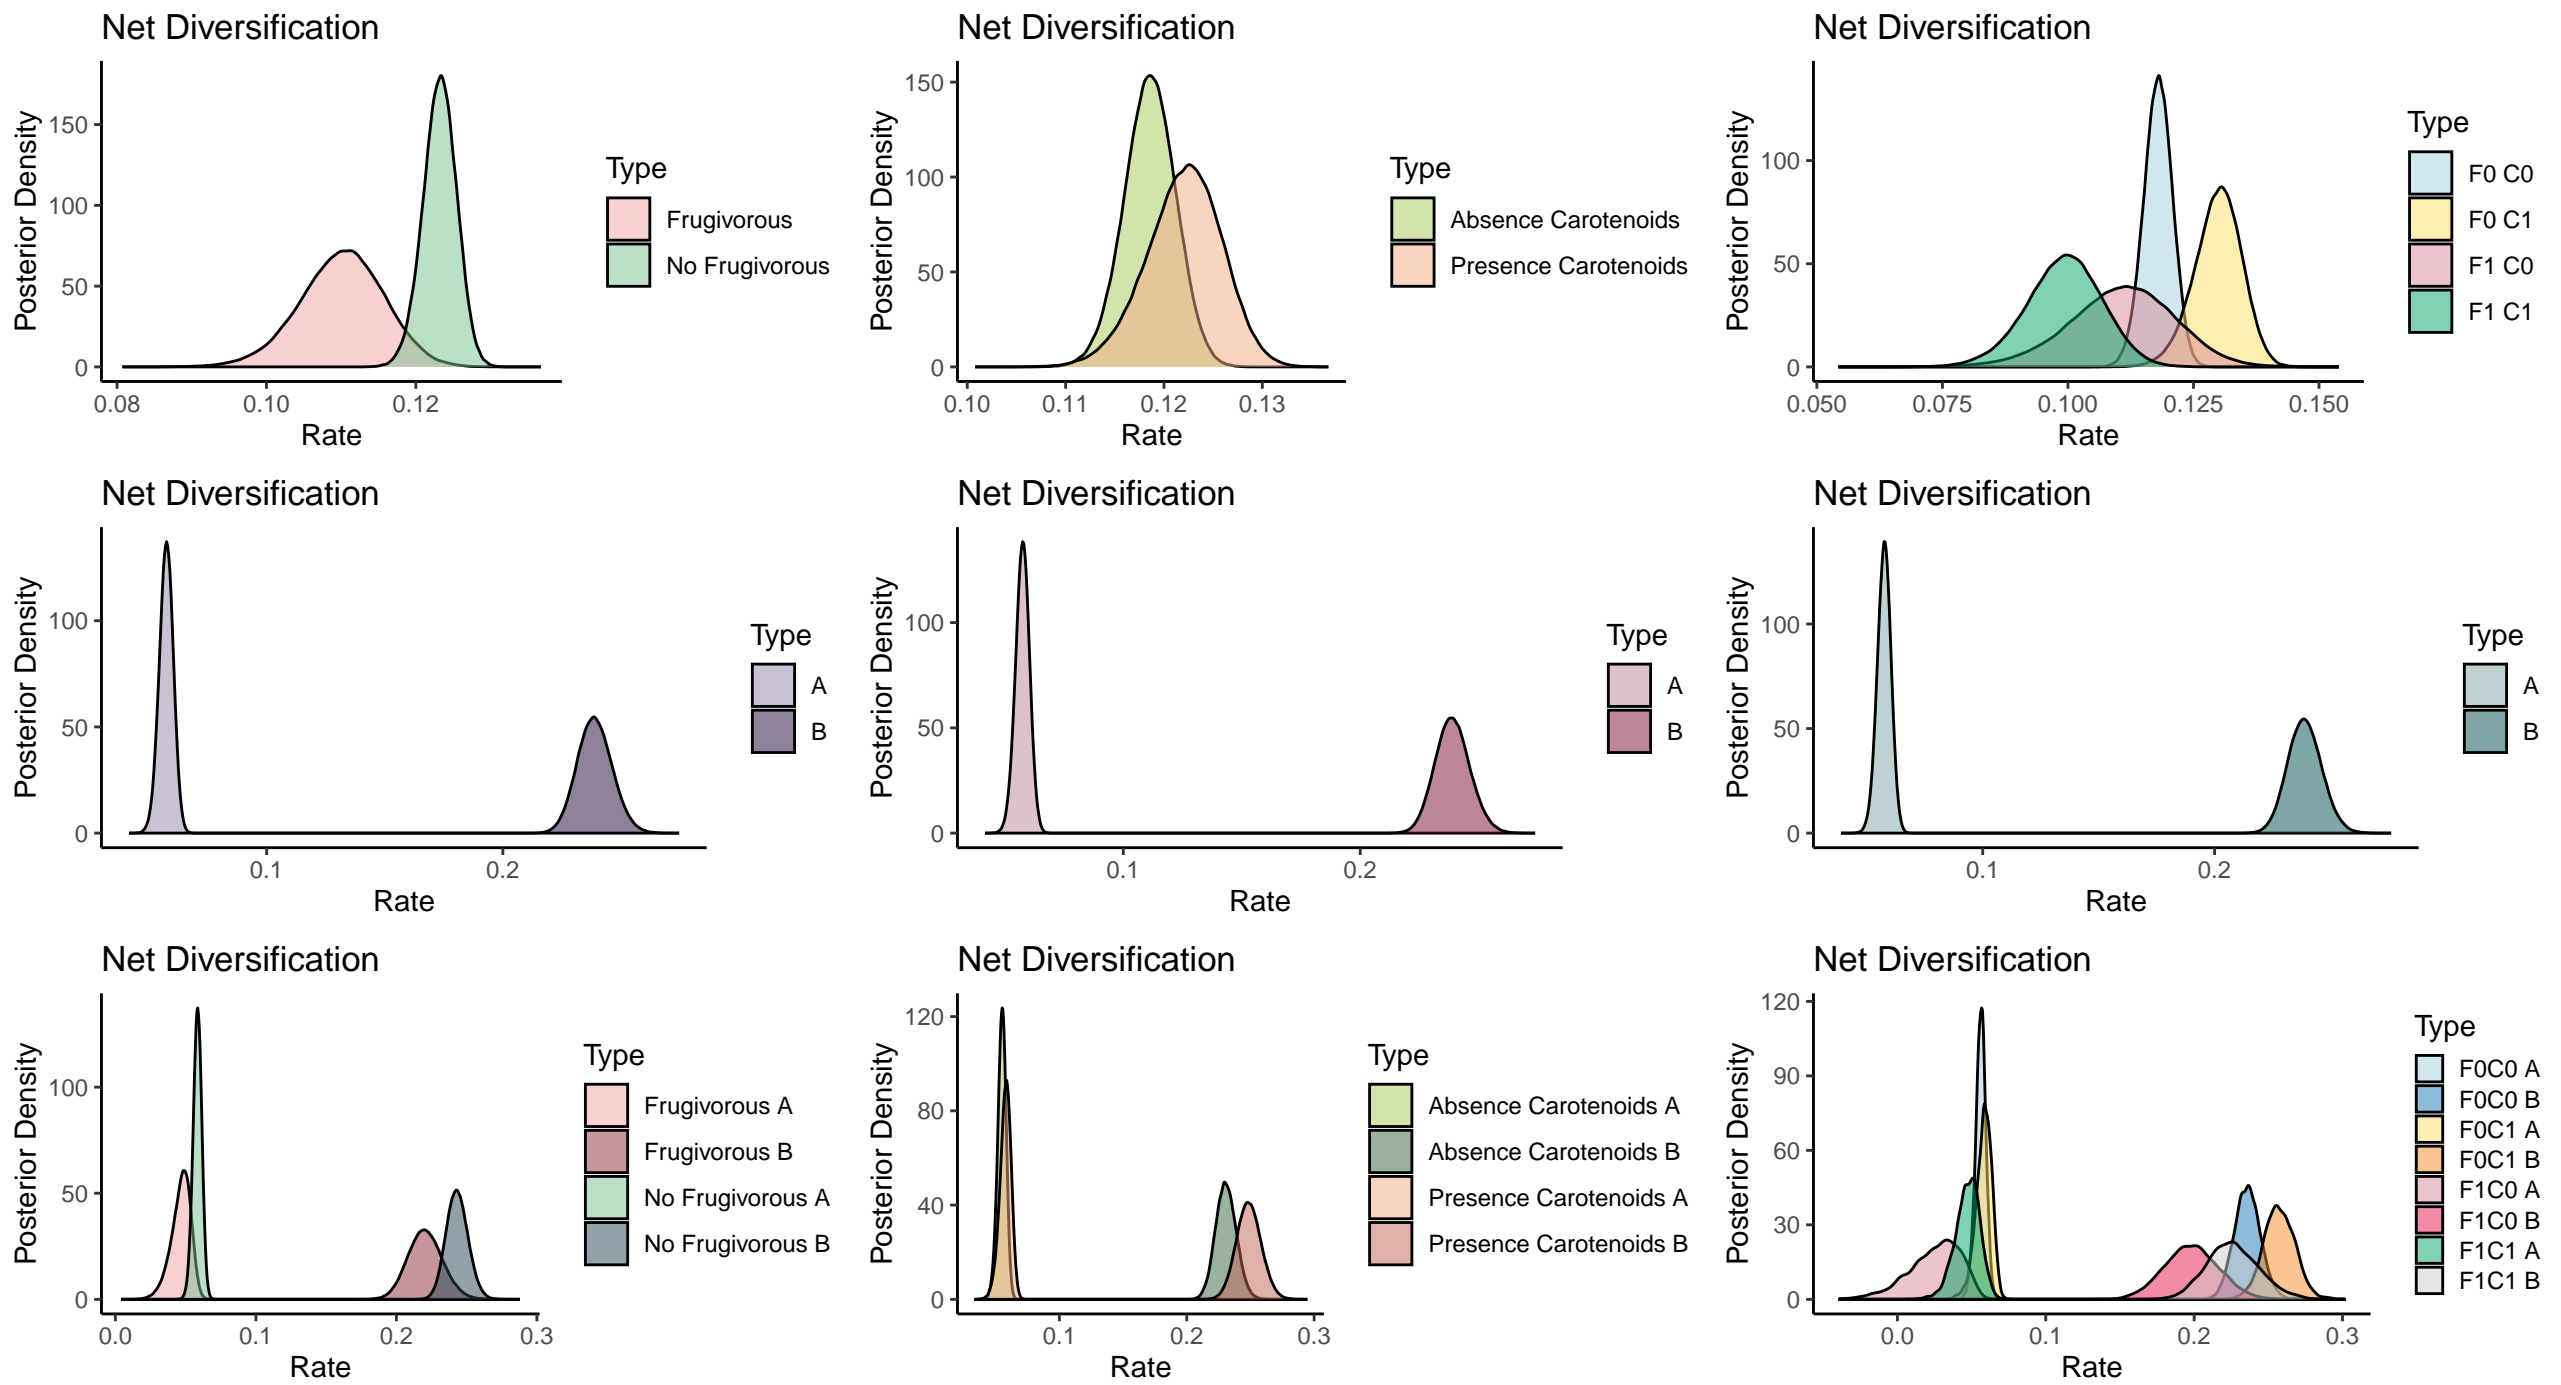 Net Diversification
Posterior Density
150
100
50
0
0.08 0.10 0.12
Rate
Type
Frugivorous
No Frugivorous
Net Diversification
Posterior Density
150
100
50
0
0.10 0.11 0.12 0.13
Rate
Type
Absence Carotenoids
Presence Carotenoids
Net Diversification
Posterior Density
100
50
0
0.050 0.075 0.100 0.125 0.150
Rate
Type
F0 C0
F0 C1
F1 C0
F1 C1
Net Diversification
Posterior Density
100
50
0
0.1 0.2
Rate
Type
A
B
Net Diversification
Posterior Density
100
50
0
0.1 0.2
Rate
Type
A
B
Net Diversification
Posterior Density
100
50
0
0.1 0.2
Rate
Type
A
B
Net Diversification
Posterior Density
100
50
0
0.0 0.1 0.2 0.3
Rate
Type
Frugivorous A
Frugivorous B
No Frugivorous A
No Frugivorous B
Net Diversification
Posterior Density
120
80
40
0
0.1 0.2 0.3
Rate
Type
Absence Carotenoids A
Absence Carotenoids B
Presence Carotenoids A
Presence Carotenoids B
Net Diversification
Posterior Density
120
90
60
30
0
0.0 0.1 0.2 0.3
Rate
Type
F0C0 A
F0C0 B
F0C1 A
F0C1 B
F1C0 A
F1C0 B
F1C1 A
F1C1 B